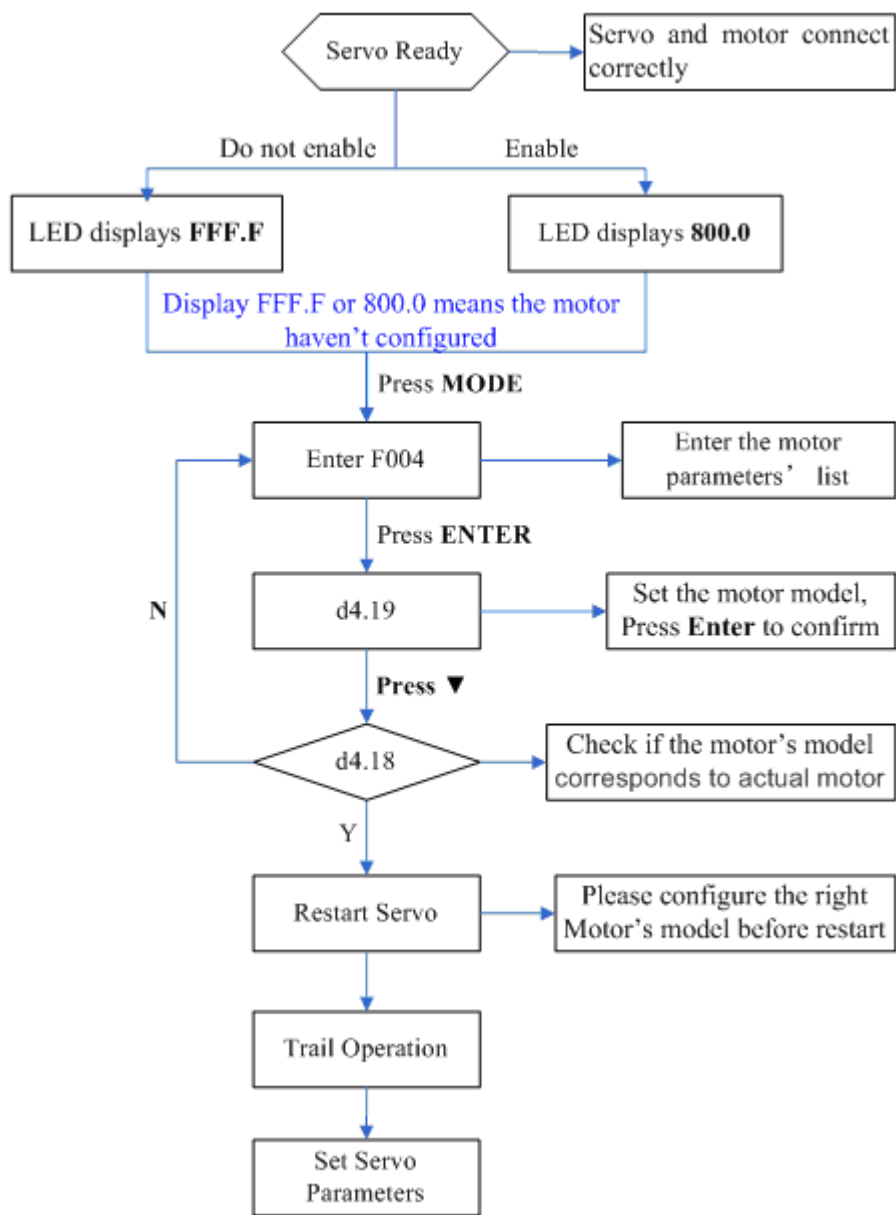 Servo Ready
Servo and motor connect
correctly
Do not enable
Enable
LED displays FFF.F
LED displays 800.0
Display FFF.F or 800.0 means the motor
haven't configured
Press MODE
Enter F004
Enter the motor
parameters’ list
Press ENTER
N
d4.19
Set the motor model,
Press Enter to confirm
Press ▼
d4.18
Check if the motor's model
corresponds to actual motor
Y
Restart Servo
Please configure the right
Motor's model before restart
Trail Operation
Set Servo
Parameters